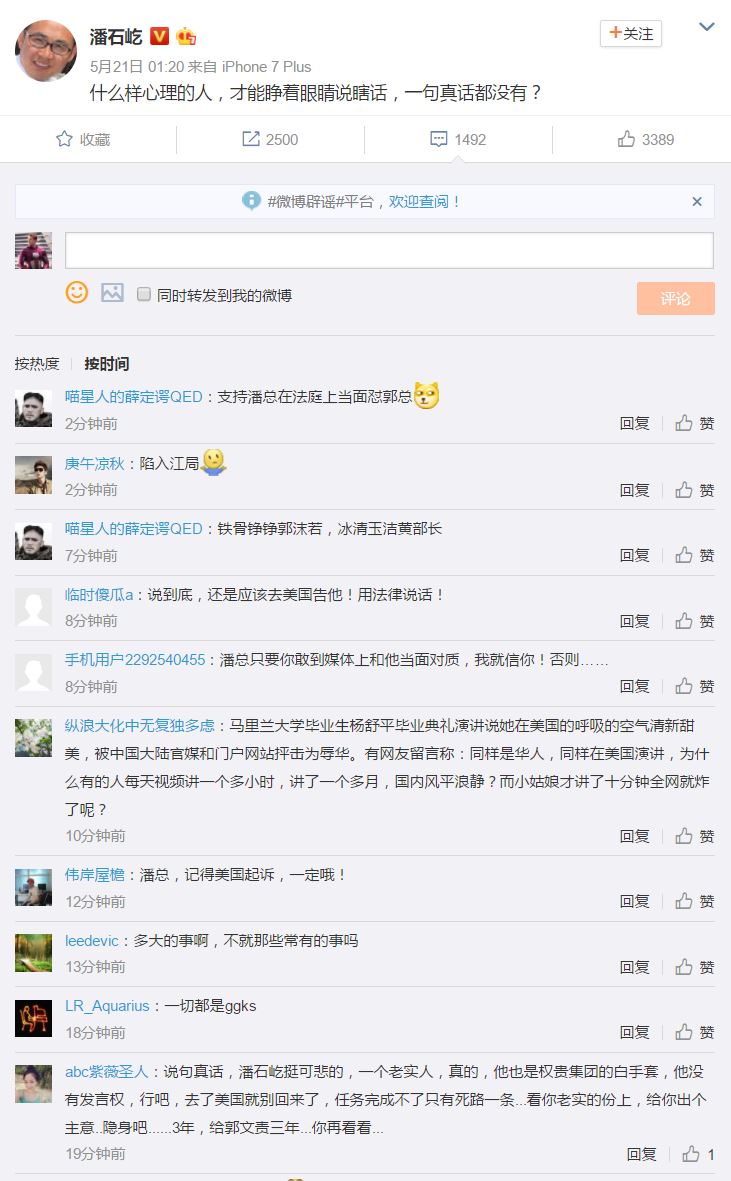 潘石屹
+关注
5月21日 01:20 来自 iPhone 7 Plus
什么样心理的人，才能睁着眼睛说瞎话，一句真话都没有？
收藏 2500 1492 3389
#微博辟谣#平台，欢迎查阅！
同时转发到我的微博 评论
按热度 按时间
喵星人的薛定谔QED：支持潘总在法庭上当面怼郭总
2分钟前 回复 赞
庚午凉秋：陷入江局
2分钟前 回复 赞
喵星人的薛定谔QED：铁骨铮铮郭沫若，冰清玉洁黄部长
7分钟前 回复 赞
临时傻瓜a：说到底，还是应该去美国告他！用法律说话！
8分钟前 回复 赞
手机用户2292540455：潘总只要你敢到媒体上和他当面对质，我就信你！否则……
8分钟前 回复 赞
纵浪大化中无复独多虑：马里兰大学毕业生杨舒平毕业典礼演讲说她在美国的呼吸的空气清新甜
美，被中国大陆官媒和门户网站抨击为辱华。有网友留言称：同样是华人，同样在美国演讲，为什
么有的人每天视频讲一个多小时，讲了一个多月，国内风平浪静？而小姑娘才讲了十分钟全网就炸
了呢？
10分钟前 回复 赞
伟岸屋檐：潘总，记得美国起诉，一定哦！
12分钟前 回复 赞
leedevic：多大的事啊，不就那些常有的事吗
13分钟前 回复 赞
LR_Aquarius：一切都是ggks
18分钟前 回复 赞
abc紫薇圣人：说句真话，潘石屹挺可悲的，一个老实人，真的，他也是权贵集团的白手套，他没
有发言权，行吧，去了美国就别回来了，任务完成不了只有死路一条...看你老实的份上，给你出个
主意..隐身吧......3年，给郭文贵三年...你再看看...
19分钟前 回复 1